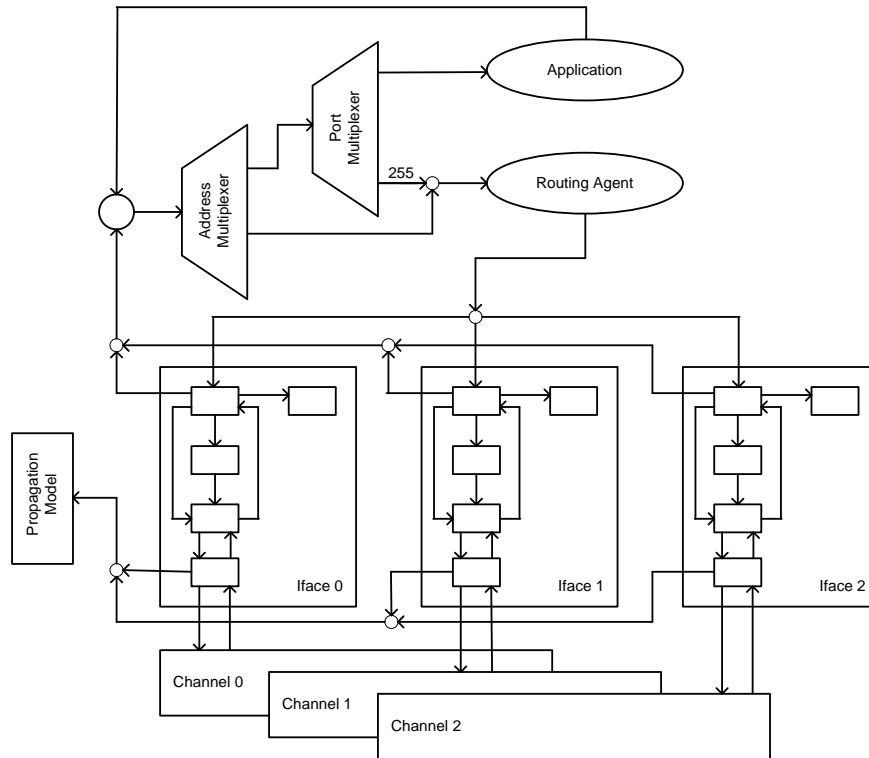 Application
Port
Multiplexer
255
Routing Agent
Address
Multiplexer
Propagation
Model
Iface 0
Iface 1
Iface 2
Channel 0
Channel 1
Channel 2